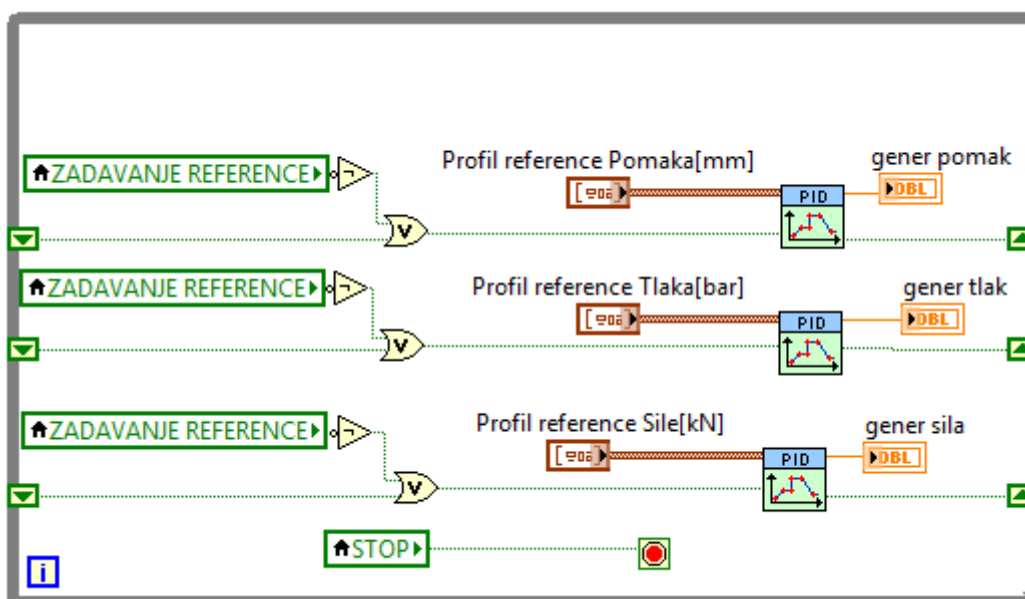 Profil reference Pomaka[mm]
gener pomak
ZADAVANJE REFERENCE
PID
DBL
V
Profil reference Tlaka[bar]
gener tlak
ZADAVANJE REFERENCE
PID
DBL
V
Profil reference Sile[kN]
gener sila
ZADAVANJE REFERENCE
PID
DBL
V
STOP
i